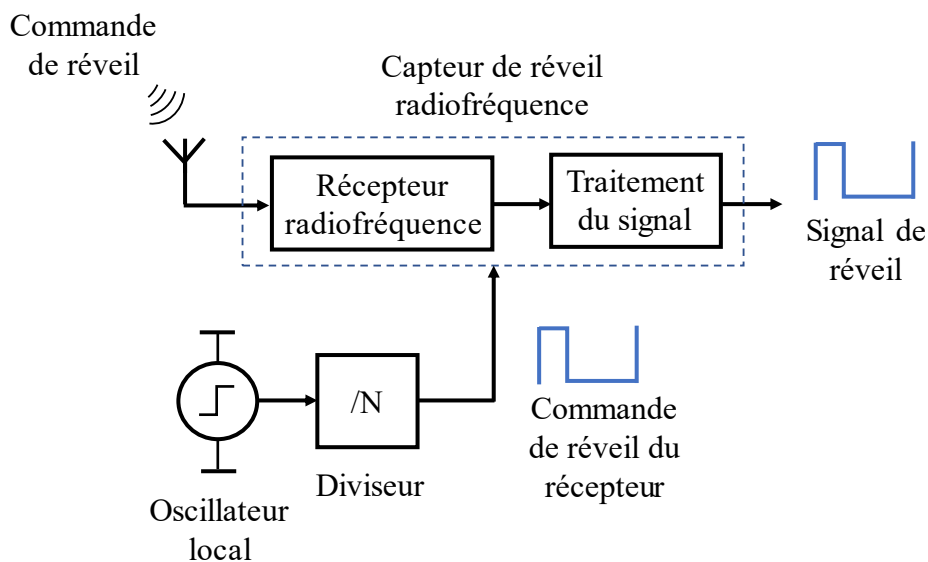 Commande
de réveil
Capteur de réveil
radiofréquence
Récepteur
radiofréquence
Traitement
du signal
Signal de
réveil
/N
Commande
de réveil du
récepteur
Diviseur
Oscillateur
local